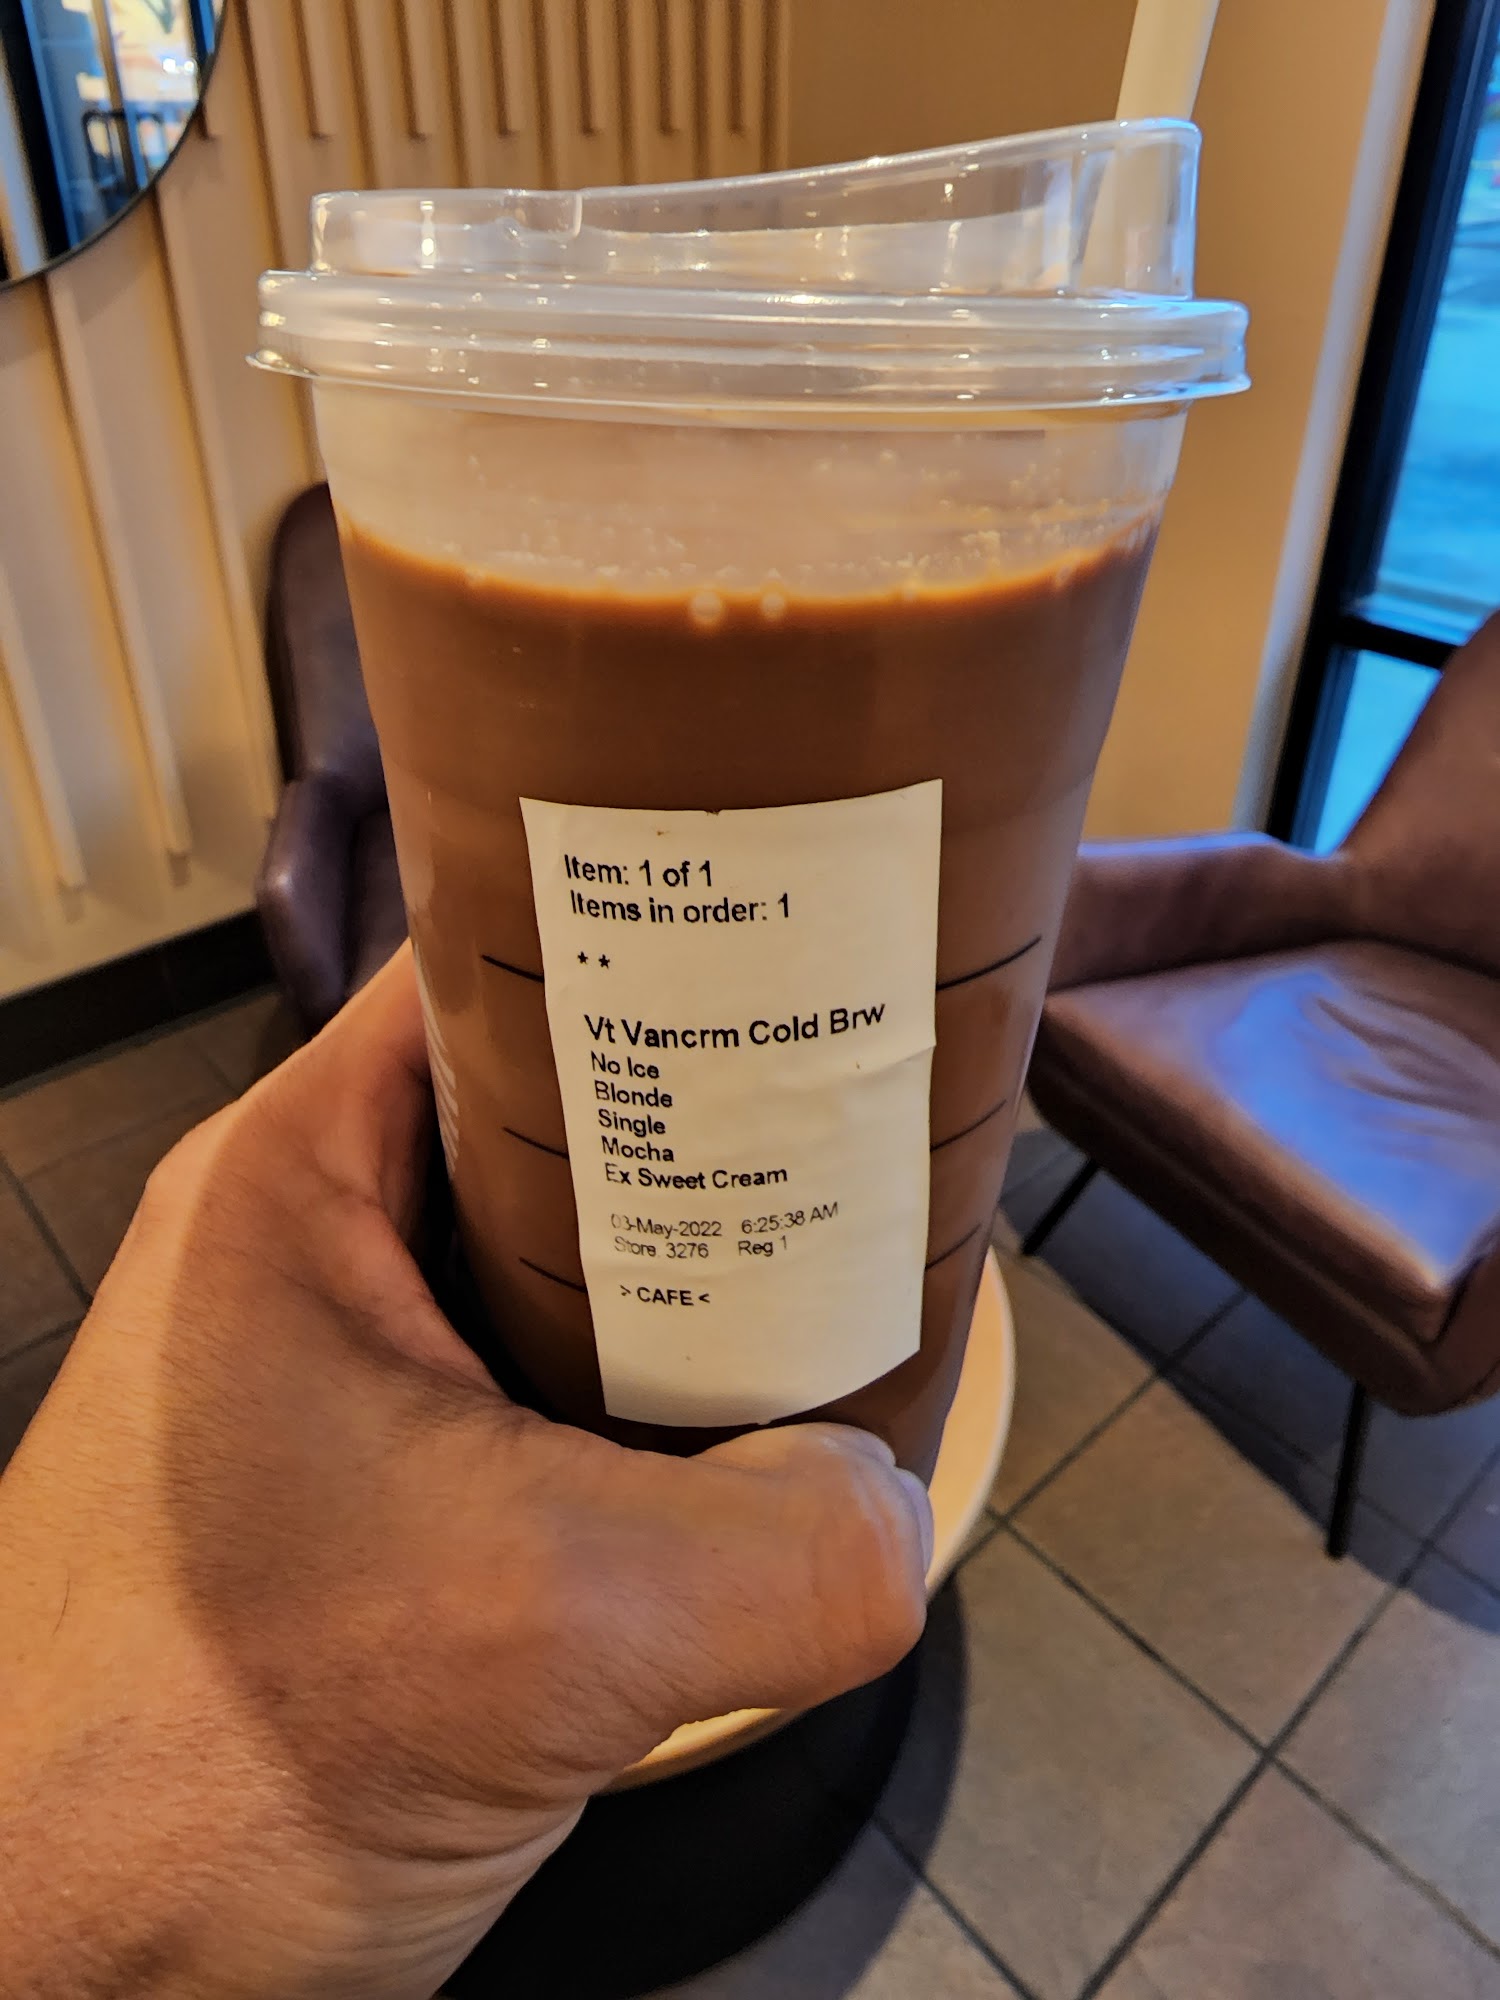 Item: 1 of 1
Items in order: 1
* *
Vt Vancrm Cold Brw
No Ice
Blonde
Single
Mocha
Ex Sweet Cream
03-May-2022 6:25:38 AM
Store 3276 Reg 1
> CAFE <